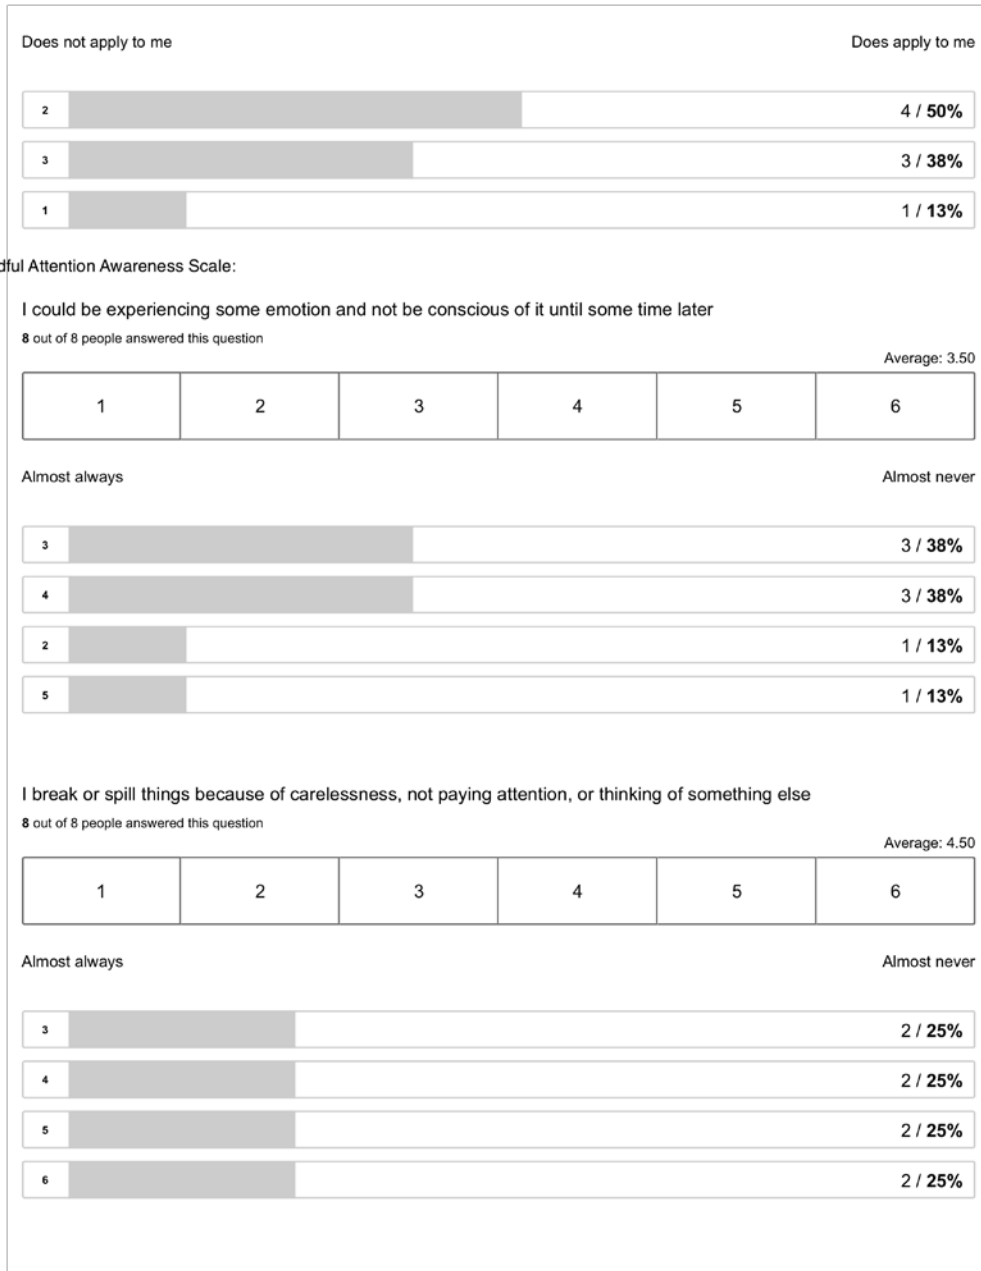 Does not apply to me Does apply to me
2 4 / 50%
3 3 / 38%
1 1 / 13%
dful Attention Awareness Scale:
I could be experiencing some emotion and not be conscious of it until some time later
8 out of 8 people answered this question
Average: 3.50
1 2 3 4 5 6
Almost always Almost never
3 3 / 38%
4 3 / 38%
2 1 / 13%
5 1 / 13%
I break or spill things because of carelessness, not paying attention, or thinking of something else
8 out of 8 people answered this question
Average: 4.50
1 2 3 4 5 6
Almost always Almost never
3 2 / 25%
4 2 / 25%
5 2 / 25%
6 2 / 25%